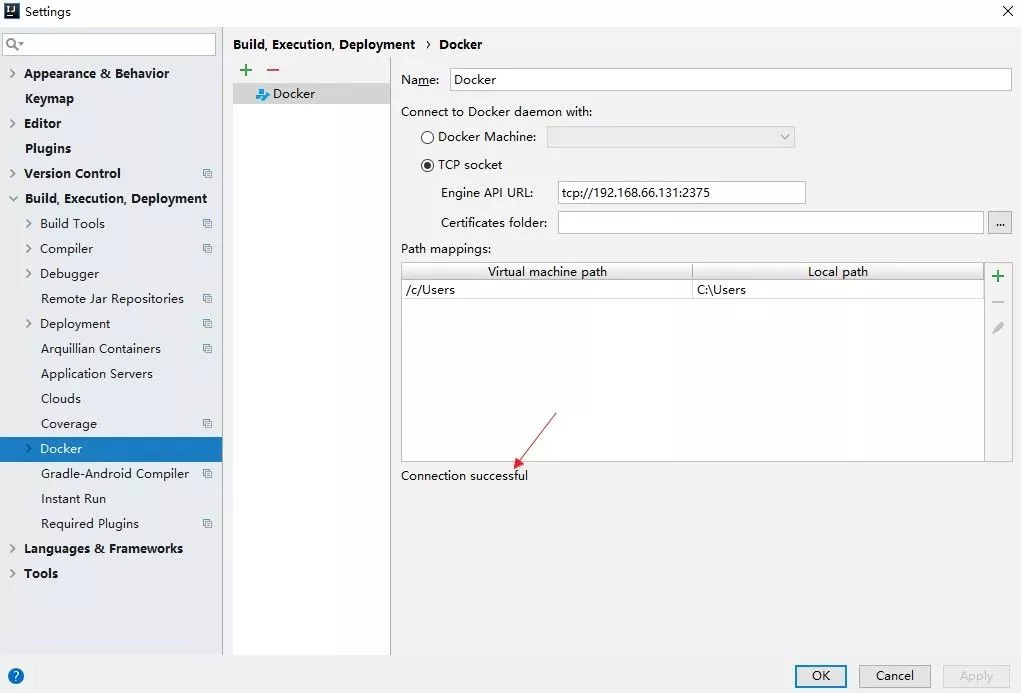 Settings
Build, Execution, Deployment › Docker
Appearance & Behavior
Keymap
Editor
Plugins
Version Control
Build, Execution, Deployment
Build Tools
Compiler
Debugger
Remote Jar Repositories
Deployment
Arquillian Containers
Application Servers
Clouds
Coverage
Docker
Gradle-Android Compiler
Instant Run
Required Plugins
Languages & Frameworks
Tools
Docker
Name: Docker
Connect to Docker daemon with:
Docker Machine:
TCP socket
Engine API URL: tcp://192.168.66.131:2375
Certificates folder: ...
Path mappings:
Virtual machine path Local path
/c/Users C:\Users
Connection successful
? OK Cancel Apply